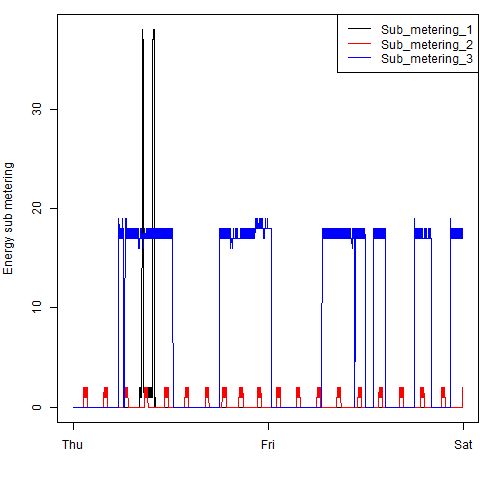 Sub_metering_1
Sub_metering_2
Sub_metering_3
Energy sub metering
30
20
10
0
Thu
Fri
Sat